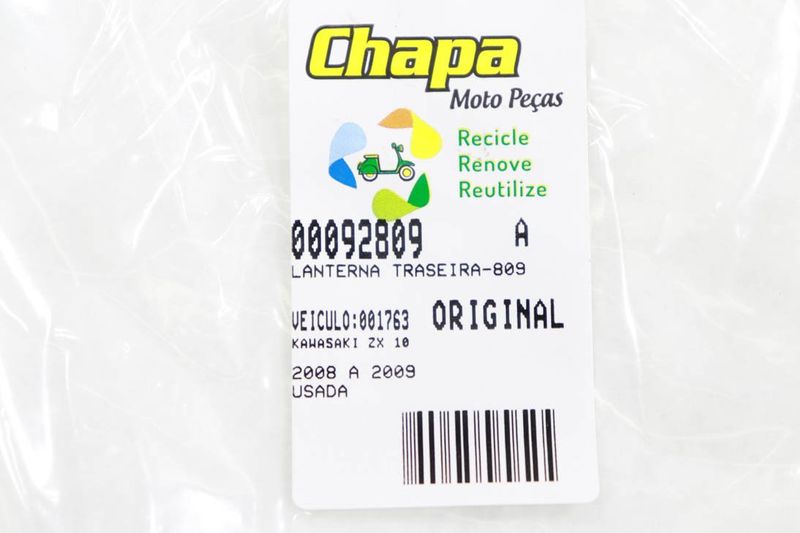 Chapa
Moto Peças
Recicle
Renove
Reutilize
00092809 A
LANTERNA TRASEIRA-809
VEICULO:001763 ORIGINAL
KAWASAKI ZX 10
2008 A 2009
USADA